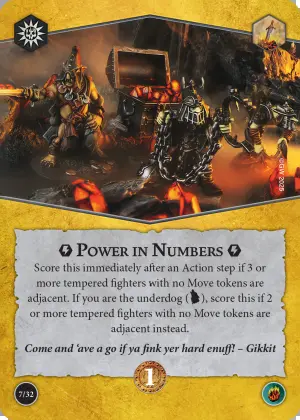 ©GW 2025
POWER IN NUMBERS
Score this immediately after an Action step if 3 or
more tempered fighters with no Move tokens are
adjacent. If you are the underdog ( ), score this if 2
or more tempered fighters with no Move tokens are
adjacent instead.
Come and 'ave a go if ya fink yer hard enuff! – Gikkit
1
7/32